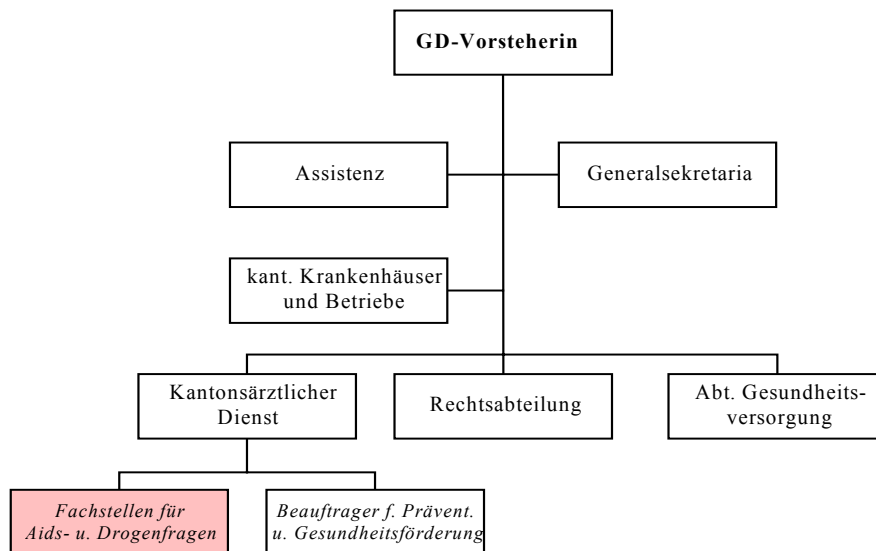 GD-Vorsteherin
Assistenz
Generalsekretaria
kant. Krankenhäuser
und Betriebe
Kantonsärztlicher
Dienst
Rechtsabteilung
Abt. Gesundheits-
versorgung
Fachstellen für
Aids- u. Drogenfragen
Beauftrager f. Prävent.
u. Gesundheitsförderung